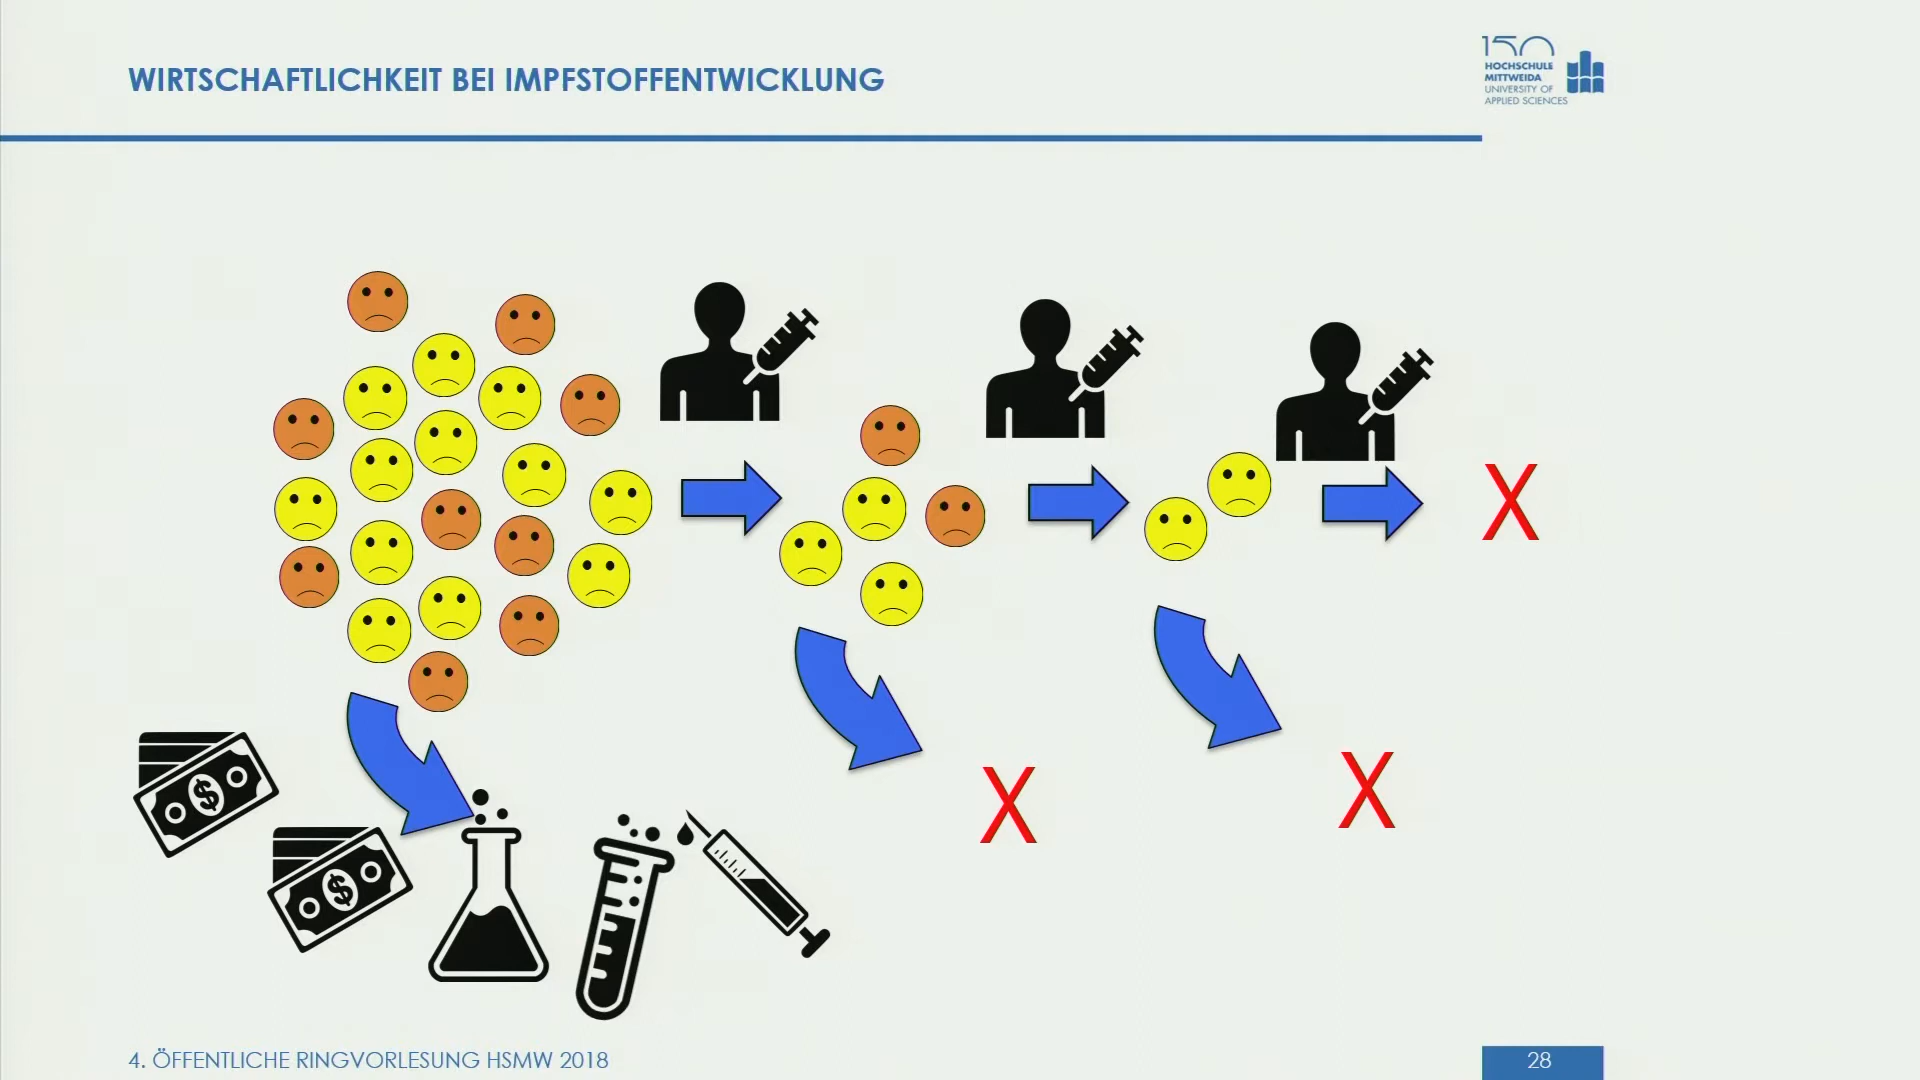 WIRTSCHAFTLICHKEIT BEI IMPFSTOFFENTWICKLUNG
150
HOCHSCHULE
MITTWEIDA
UNIVERSITY OF
APPLIED SCIENCES
X
X
X
$
$
4. ÖFFENTLICHE RINGVORLESUNG HSMW 2018
28